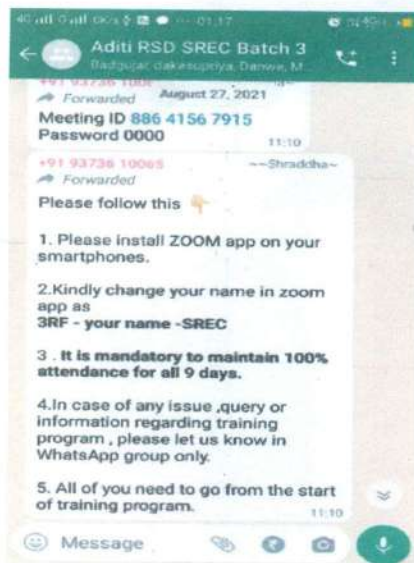 01.17
Aditi RSD SREC Batch 3
Badgujar, dakesupriya, Danwe, M...
Forwarded
August 27, 2021
Meeting ID 886 4156 7915
Password 0000
11:10
+91 93736 10065
~~Shraddha~
Forwarded
Please follow this 👇
1. Please install ZOOM app on your
smartphones.
2.Kindly change your name in zoom
app as
3RF - your name -SREC
3 . It is mandatory to maintain 100%
attendance for all 9 days.
4.In case of any issue ,query or
information regarding training
program , please let us know in
WhatsApp group only.
5. All of you need to go from the start
of training program.
11:10
Message